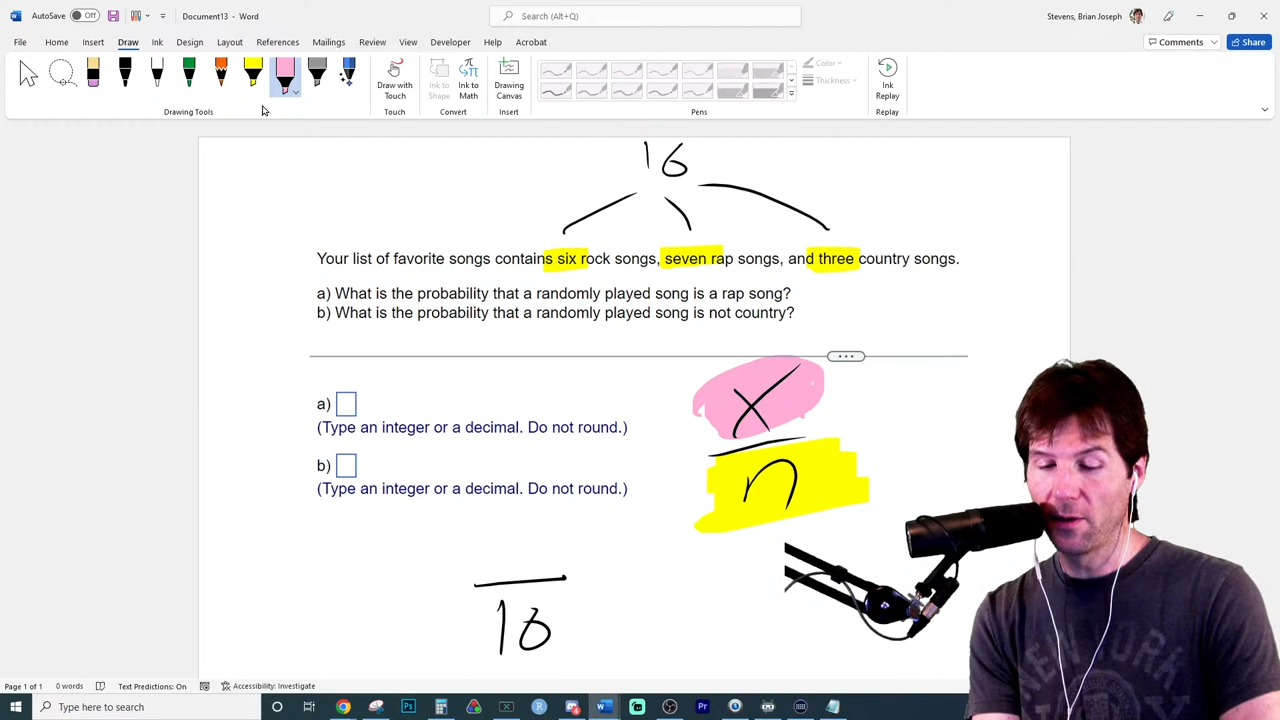 AutoSave Off Document13 - Word Search (Alt+Q) Stevens, Brian Joseph
File Home Insert Draw Ink Design Layout References Mailings Review View Developer Help Acrobat Comments Share
Draw with Touch
Ink to Shape
Ink to Math
Drawing Canvas
Color
Thickness
Ink Replay
Drawing Tools Touch Convert Insert Pens Replay
16
Your list of favorite songs contains six rock songs, seven rap songs, and three country songs.
a) What is the probability that a randomly played song is a rap song?
b) What is the probability that a randomly played song is not country?
x
n
a)
(Type an integer or a decimal. Do not round.)
b)
(Type an integer or a decimal. Do not round.)
16
Page 1 of 1 0 words Text Predictions: On Accessibility: Investigate
Type here to search